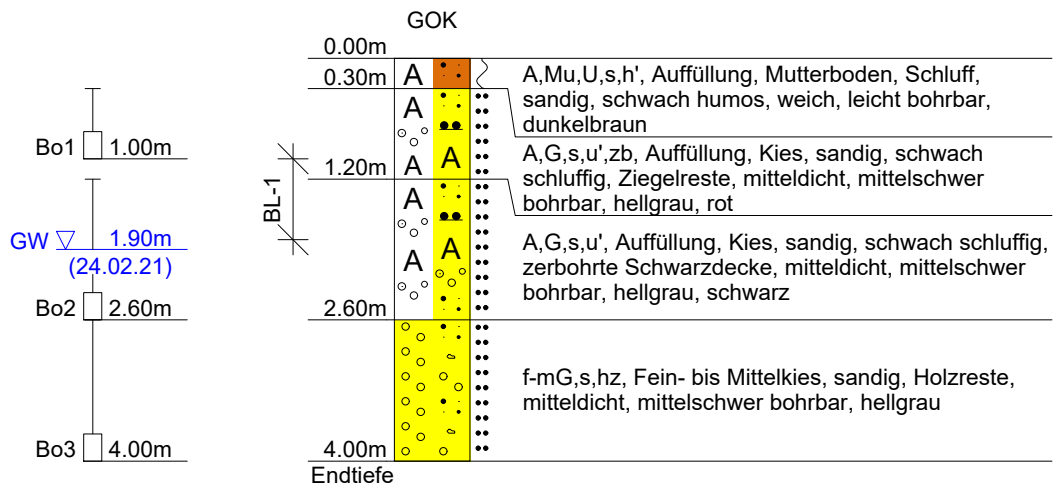 GOK
0.00m
0.30m
A
A,Mu,U,s,h', Auffüllung, Mutterboden, Schluff,
sandig, schwach humos, weich, leicht bohrbar,
dunkelbraun
A
Bo1 1.00m
A
A,G,s,u',zb, Auffüllung, Kies, sandig, schwach
schluffig, Ziegelreste, mitteldicht, mittelschwer
bohrbar, hellgrau, rot
1.20m
A
BL-1
A
GW 1.90m
(24.02.21)
A
A
A,G,s,u', Auffüllung, Kies, sandig, schwach schluffig,
zerbohrte Schwarzdecke, mitteldicht, mittelschwer
bohrbar, hellgrau, schwarz
Bo2 2.60m
2.60m
f-mG,s,hz, Fein- bis Mittelkies, sandig, Holzreste,
mitteldicht, mittelschwer bohrbar, hellgrau
Bo3 4.00m
4.00m
Endtiefe